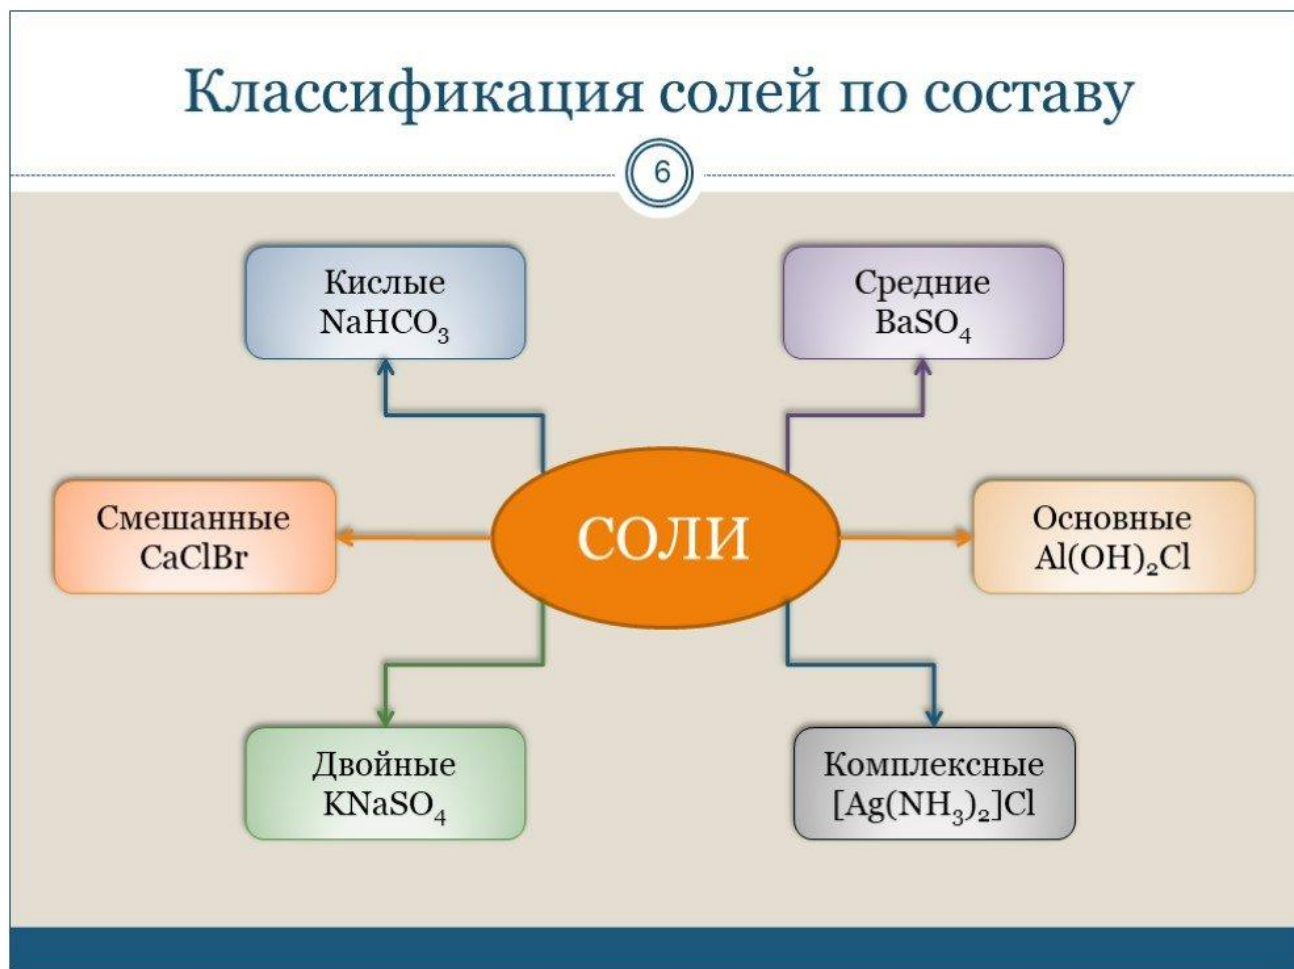 Классификация солей по составу
6
Кислые
NaHCO₃
Средние
BaSO₄
Смешанные
CaClBr
СОЛИ
Основные
Al(OH)₂Cl
Двойные
KNaSO₄
Комплексные
[Ag(NH₃)₂]Cl